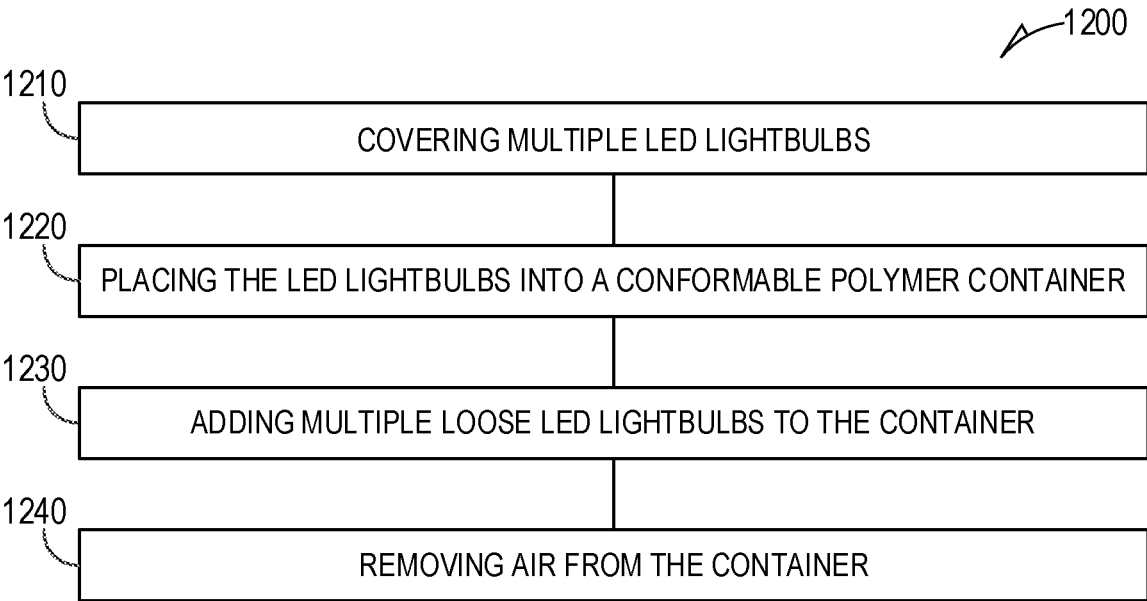 1200
1210
COVERING MULTIPLE LED LIGHTBULBS
1220
PLACING THE LED LIGHTBULBS INTO A CONFORMABLE POLYMER CONTAINER
1230
ADDING MULTIPLE LOOSE LED LIGHTBULBS TO THE CONTAINER
1240
REMOVING AIR FROM THE CONTAINER